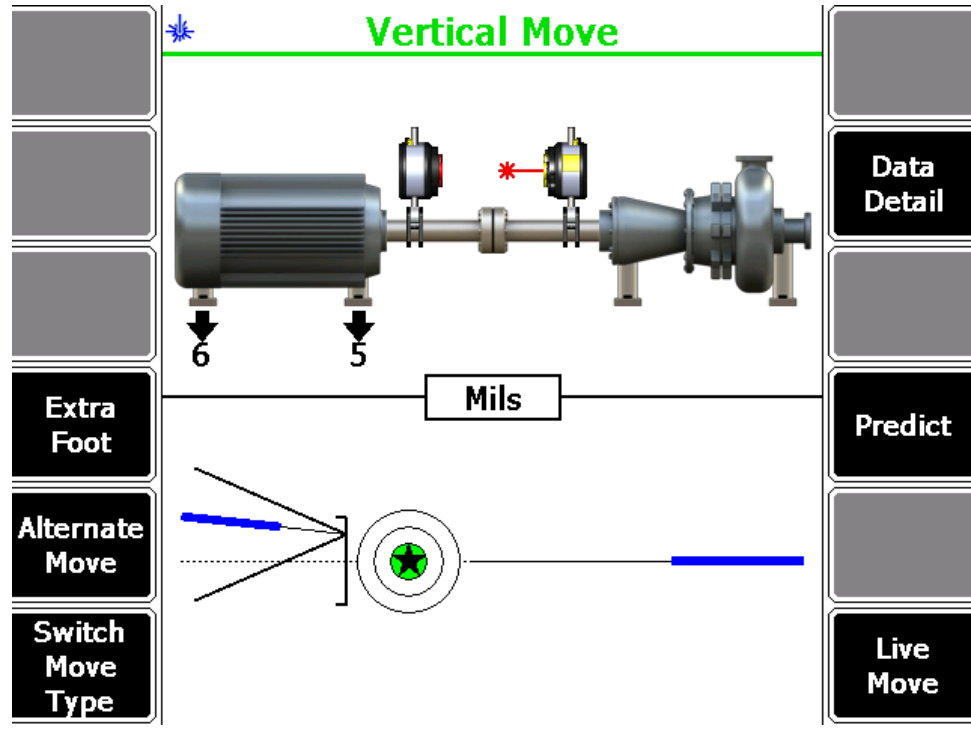 Vertical Move
Data
Detail
6
5
Extra
Foot
Mils
Predict
Alternate
Move
Switch
Move
Type
Live
Move